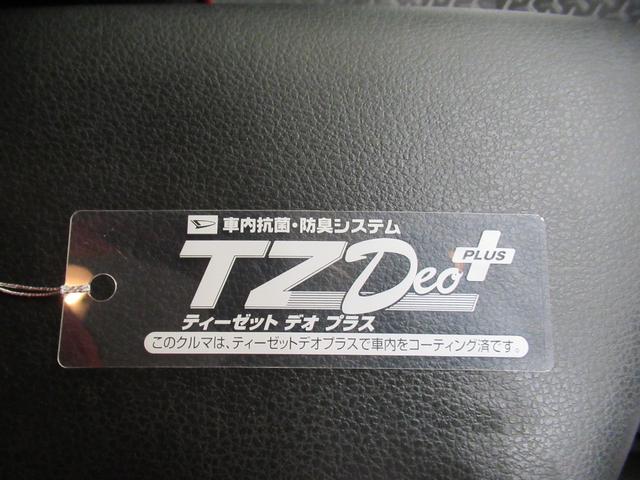 車内抗菌・防臭システム
TZDeo PLUS
ティーゼット デオ プラス
このクルマは、ティーゼットデオプラスで車内をコーティング済です。